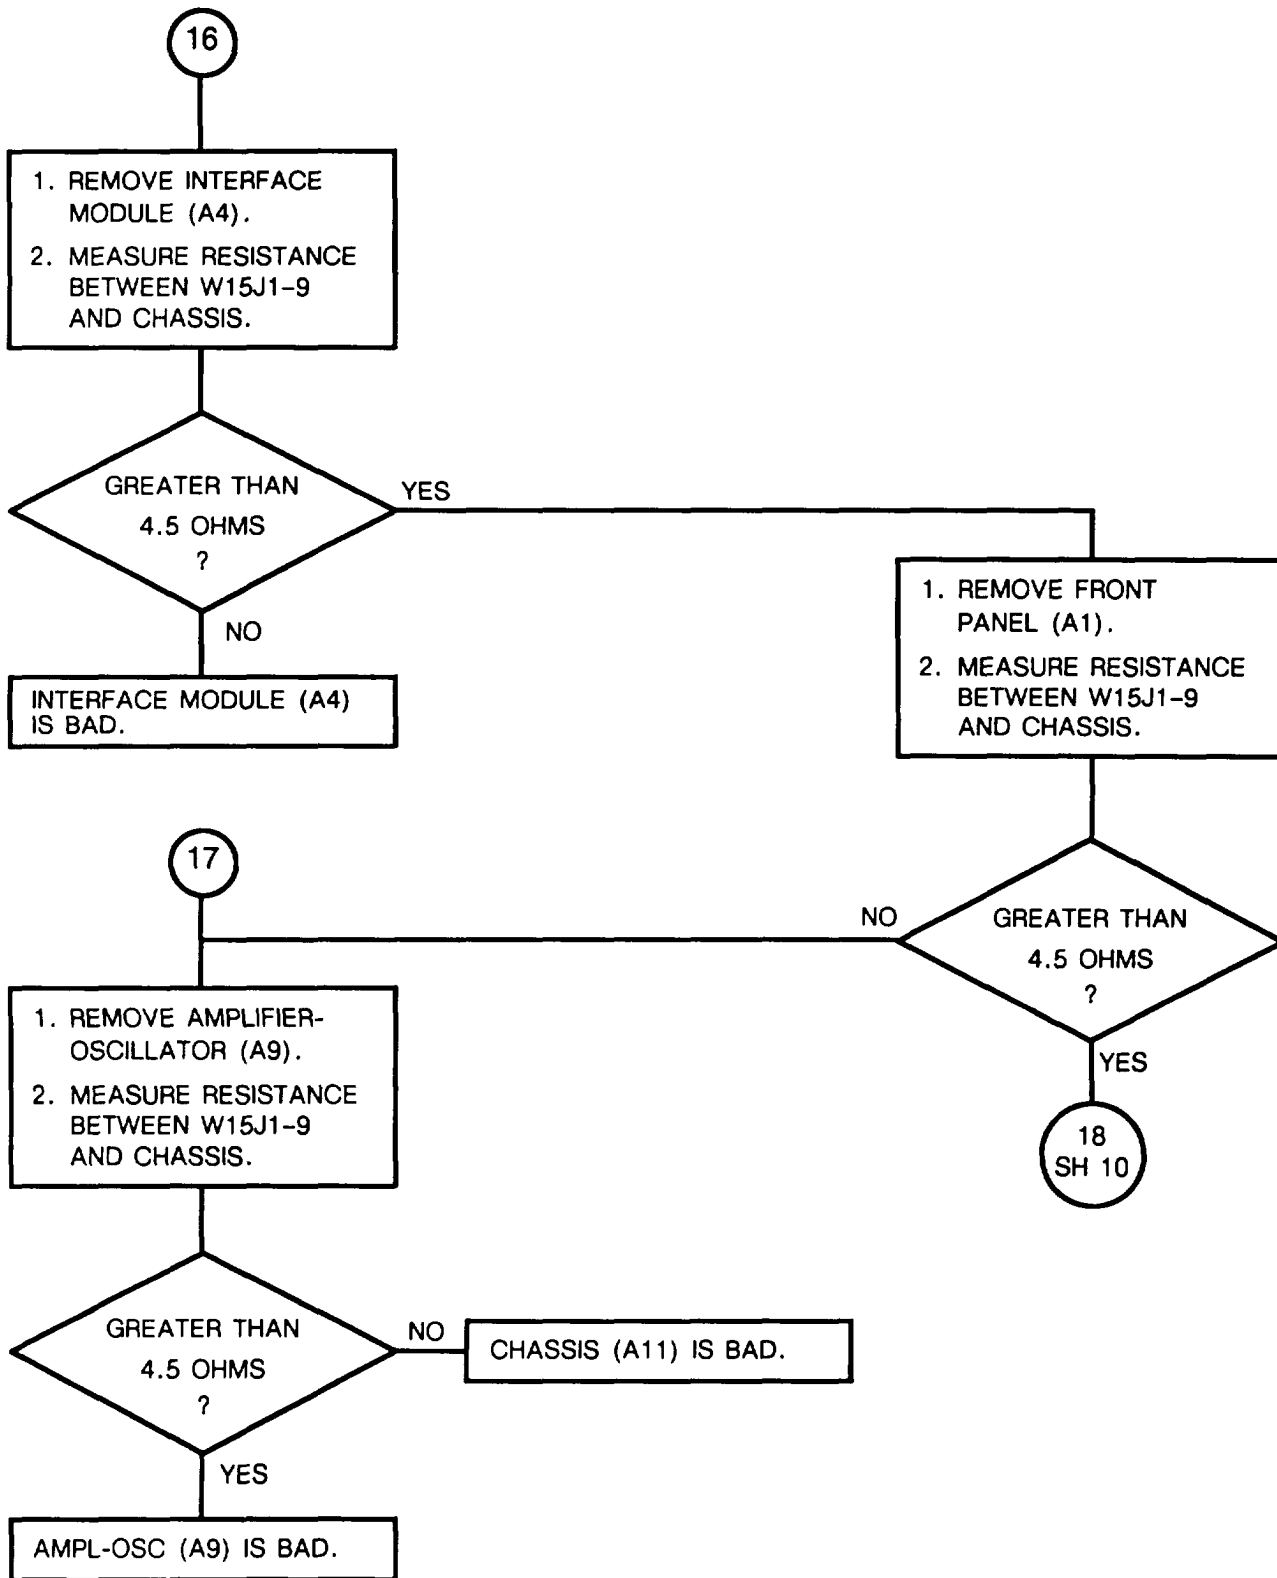 16
1. REMOVE INTERFACE
MODULE (A4).
2. MEASURE RESISTANCE
BETWEEN W15J1-9
AND CHASSIS.
GREATER THAN
4.5 OHMS
?
YES
NO
INTERFACE MODULE (A4)
IS BAD.
1. REMOVE FRONT
PANEL (A1).
2. MEASURE RESISTANCE
BETWEEN W15J1-9
AND CHASSIS.
GREATER THAN
4.5 OHMS
?
NO
YES
18
SH 10
17
1. REMOVE AMPLIFIER-
OSCILLATOR (A9).
2. MEASURE RESISTANCE
BETWEEN W15J1-9
AND CHASSIS.
GREATER THAN
4.5 OHMS
?
NO
CHASSIS (A11) IS BAD.
YES
AMPL-OSC (A9) IS BAD.